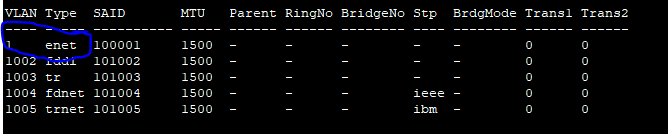 VLAN Type SAID MTU Parent RingNo BridgeNo Stp BrdgMode Trans1 Trans2
---- ----- ---------- ----- ------ ------ -------- ---- -------- ------ ------
1 enet 100001 1500 - - - - - 0 0
1002 fddi 101002 1500 - - - - - 0 0
1003 tr 101003 1500 - - - - - 0 0
1004 fdnet 101004 1500 - - - ieee - 0 0
1005 trnet 101005 1500 - - - ibm - 0 0